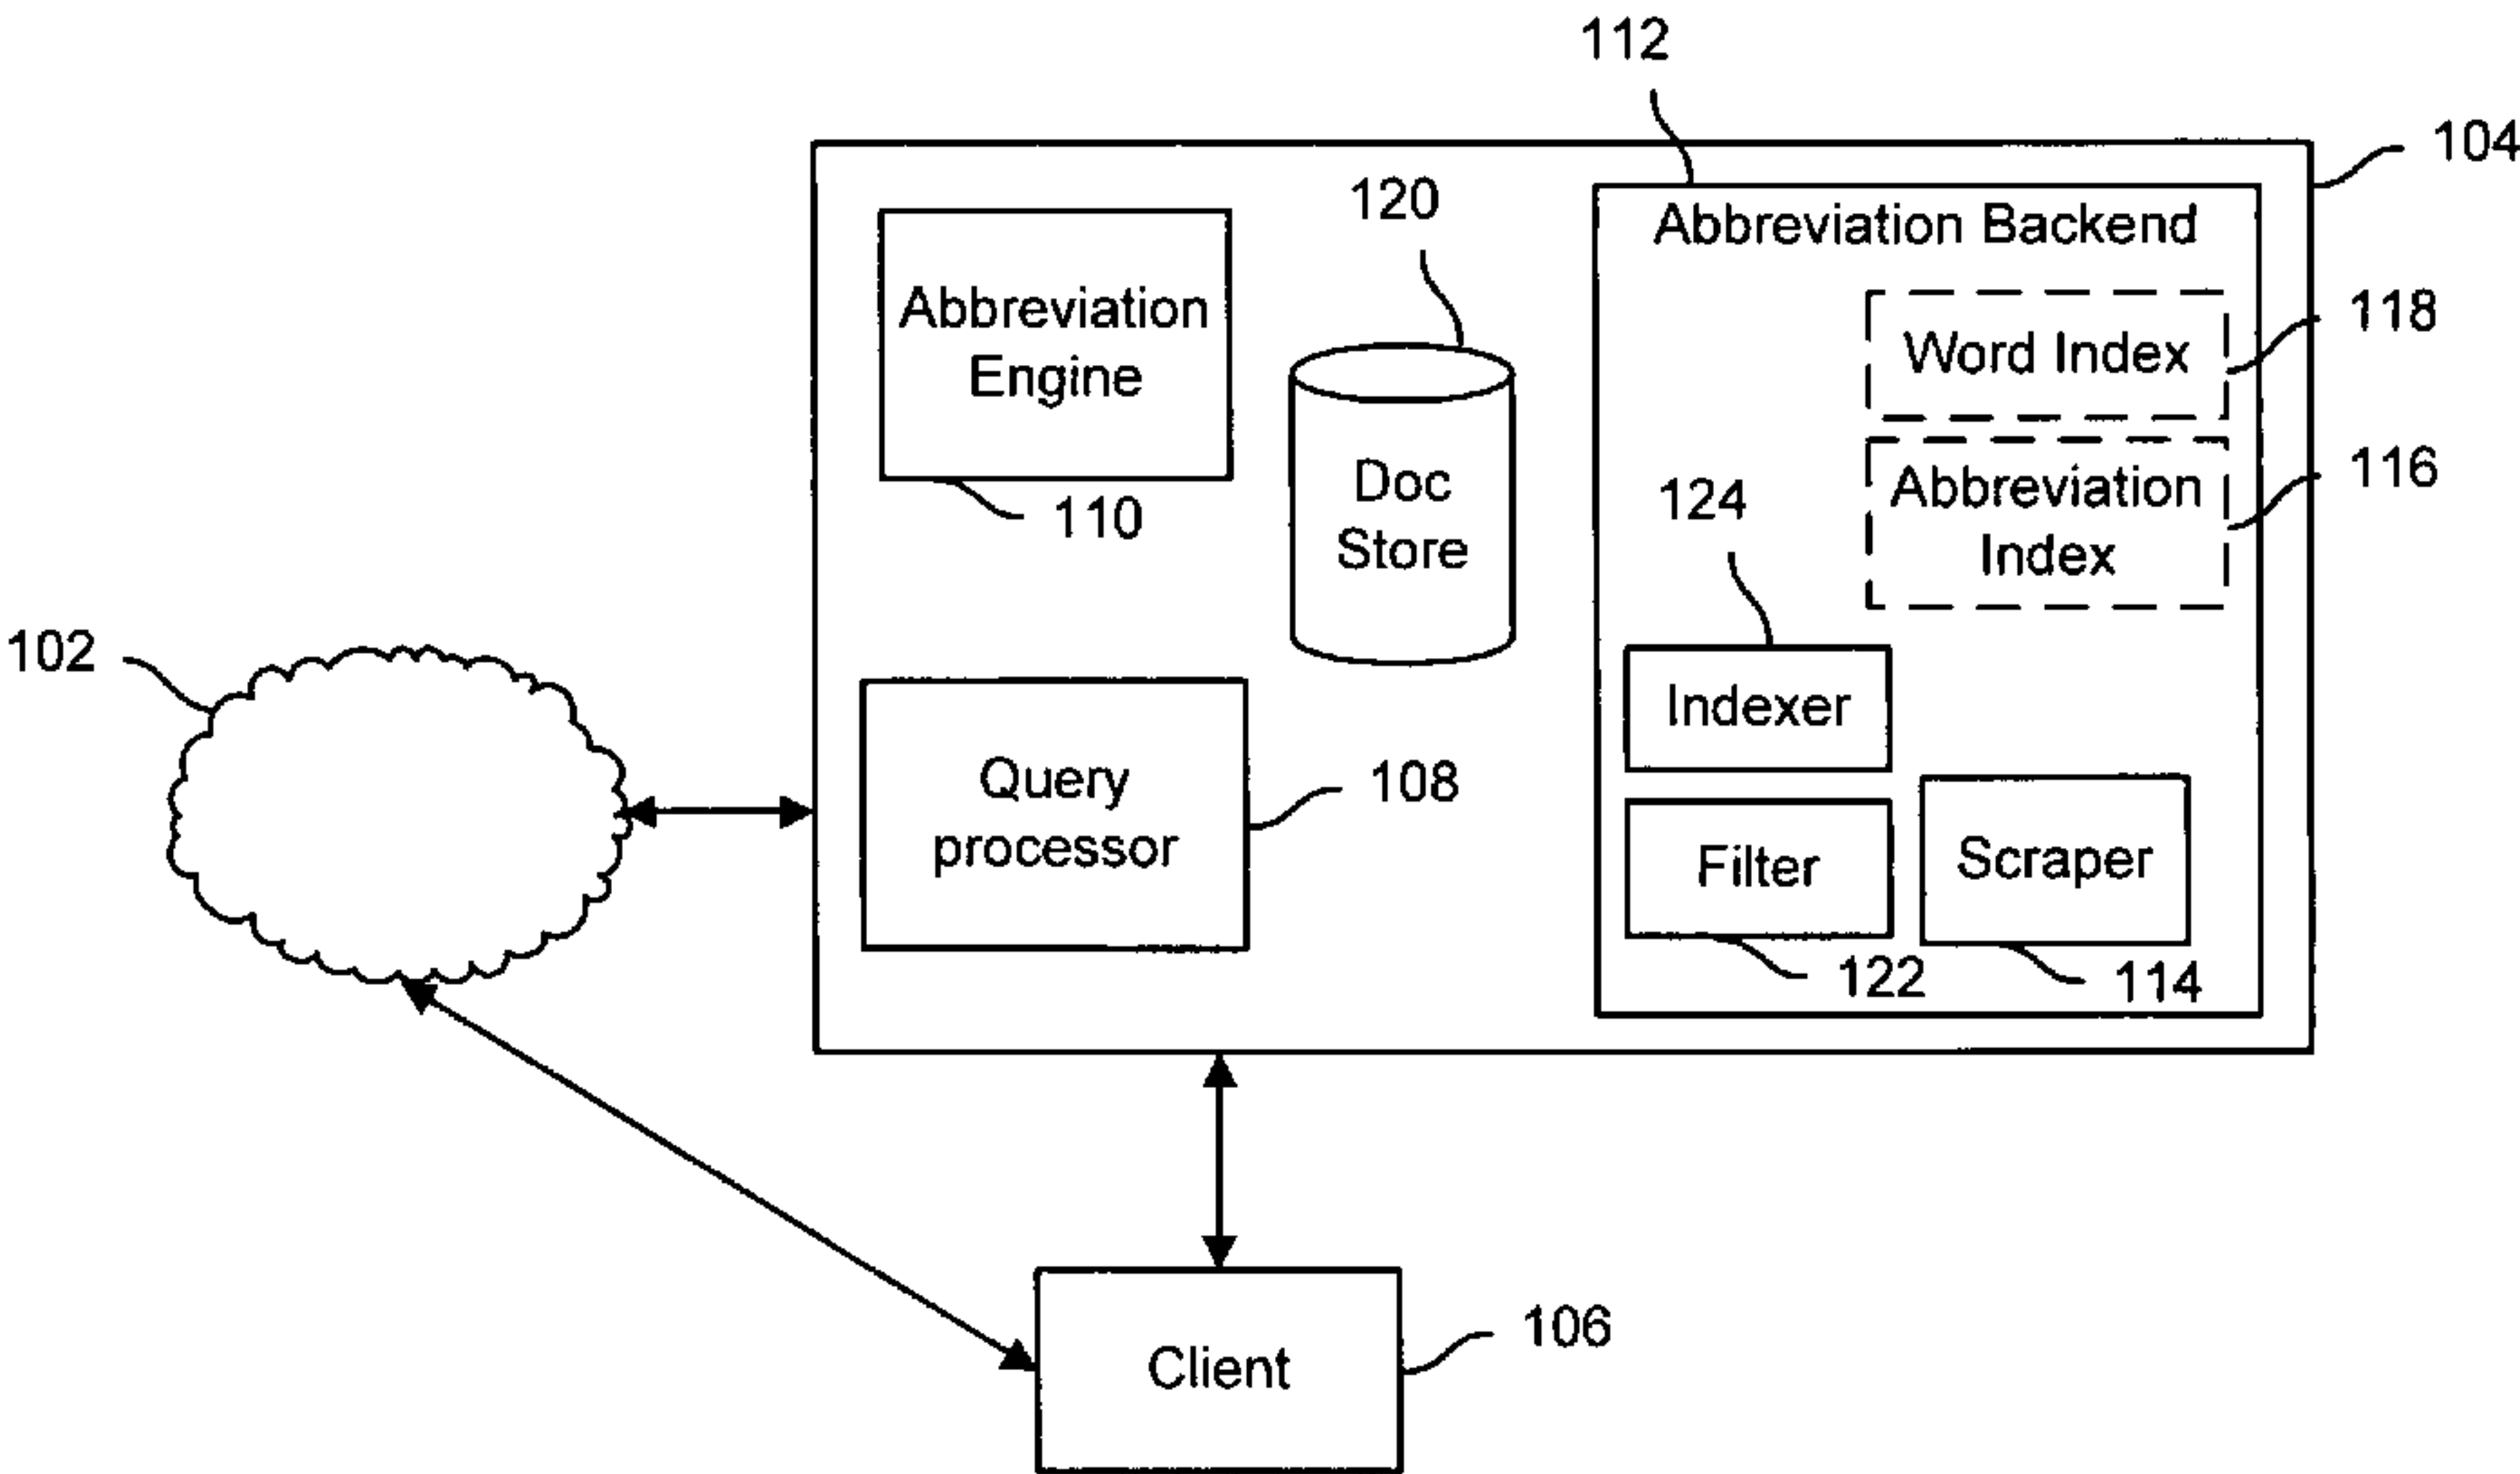 112
104
120
Abbreviation Backend
Abbreviation
Engine
118
Word Index
116
Abbreviation
Index
Doc
Store
110
124
102
Indexer
Query
processor
108
Filter
Scraper
122
114
106
Client